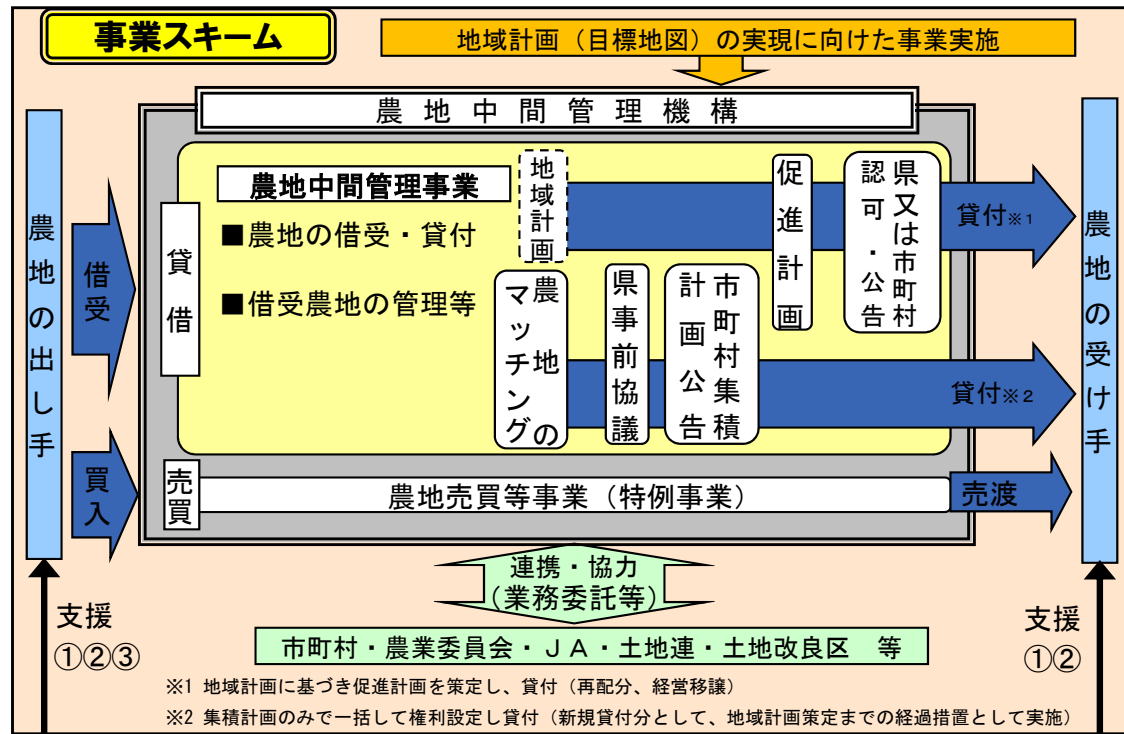 事業スキーム
地域計画（目標地図）の実現に向けた事業実施
農地中間管理機構
農地の出し手
借受
買入
貸借
売買
農地中間管理事業
■農地の借受・貸付
■借受農地の管理等
地域計画
促進計画
県又は市町村
認可・公告
貸付※1
農地の
マッチング
県事前協議
市町村集積
計画公告
貸付※2
農地売買等事業（特例事業）
売渡
農地の受け手
連携・協力
(業務委託等)
市町村・農業委員会・ＪＡ・土地連・土地改良区　等
支援
①②③
支援
①②
※1 地域計画に基づき促進計画を策定し、貸付（再配分、経営移譲）
※2 集積計画のみで一括して権利設定し貸付（新規貸付分として、地域計画策定までの経過措置として実施）